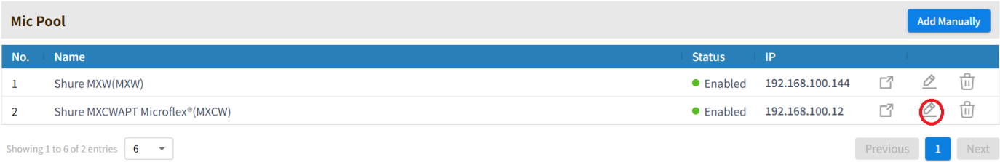 Mic Pool
Add Manually
No. Name Status IP
1 Shure MXW(MXW) Enabled 192.168.100.144
2 Shure MXCWAPT Microflex®(MXCW) Enabled 192.168.100.12
Showing 1 to 6 of 2 entries 6 Previous 1 Next